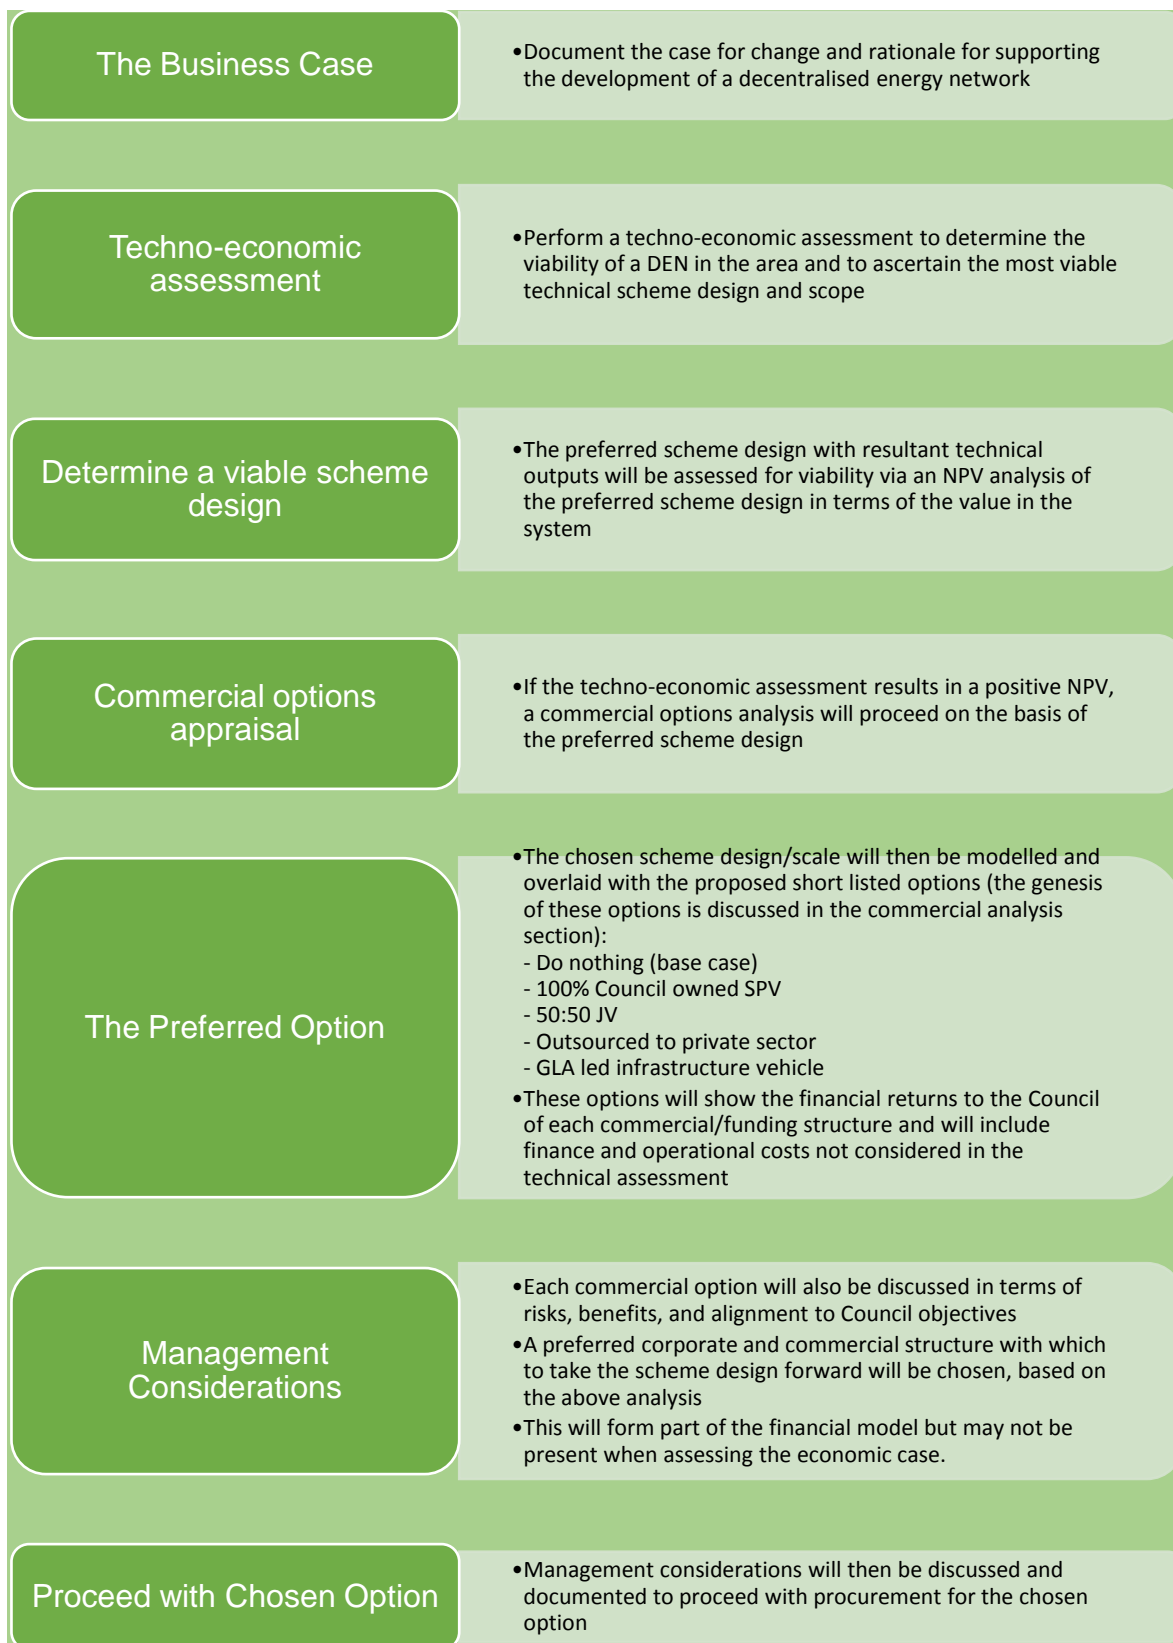 The Business Case
•Document the case for change and rationale for supporting
the development of a decentralised energy network
Techno-economic
assessment
•Perform a techno-economic assessment to determine the
viability of a DEN in the area and to ascertain the most viable
technical scheme design and scope
Determine a viable scheme
design
•The preferred scheme design with resultant technical
outputs will be assessed for viability via an NPV analysis of
the preferred scheme design in terms of the value in the
system
Commercial options
appraisal
•If the techno-economic assessment results in a positive NPV,
a commercial options analysis will proceed on the basis of
the preferred scheme design
The Preferred Option
•The chosen scheme design/scale will then be modelled and
overlaid with the proposed short listed options (the genesis
of these options is discussed in the commercial analysis
section):
- Do nothing (base case)
- 100% Council owned SPV
- 50:50 JV
- Outsourced to private sector
- GLA led infrastructure vehicle
•These options will show the financial returns to the Council
of each commercial/funding structure and will include
finance and operational costs not considered in the
technical assessment
Management
Considerations
•Each commercial option will also be discussed in terms of
risks, benefits, and alignment to Council objectives
•A preferred corporate and commercial structure with which
to take the scheme design forward will be chosen, based on
the above analysis
•This will form part of the financial model but may not be
present when assessing the economic case.
Proceed with Chosen Option
•Management considerations will then be discussed and
documented to proceed with procurement for the chosen
option